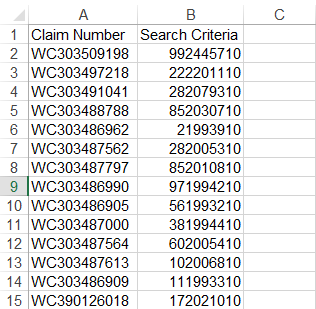 A B C
1 Claim Number Search Criteria
2 WC303509198 992445710
3 WC303497218 222201110
4 WC303491041 282079310
5 WC303488788 852030710
6 WC303486962 21993910
7 WC303487562 282005310
8 WC303487797 852010810
9 WC303486990 971994210
10 WC303486905 561993210
11 WC303487000 381994410
12 WC303487564 602005410
13 WC303487613 102006810
14 WC303486909 111993310
15 WC390126018 172021010